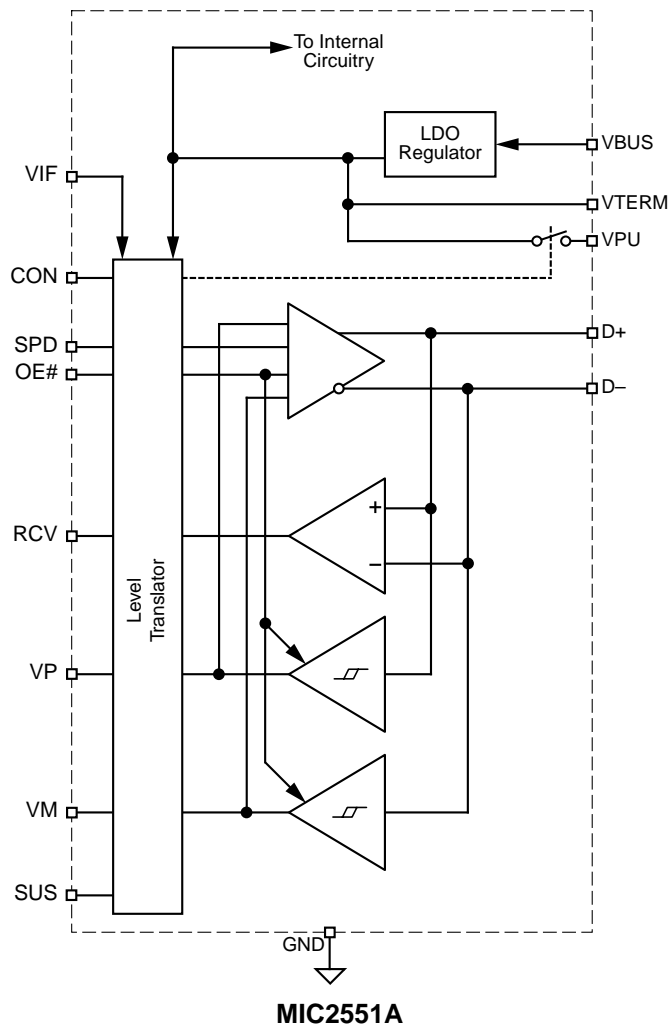 To Internal
Circuitry
LDO
Regulator
VBUS
VIF
VTERM
VPU
CON
SPD
OE#
D+
D–
RCV
+
–
Level
Translator
VP
VM
SUS
GND
MIC2551A